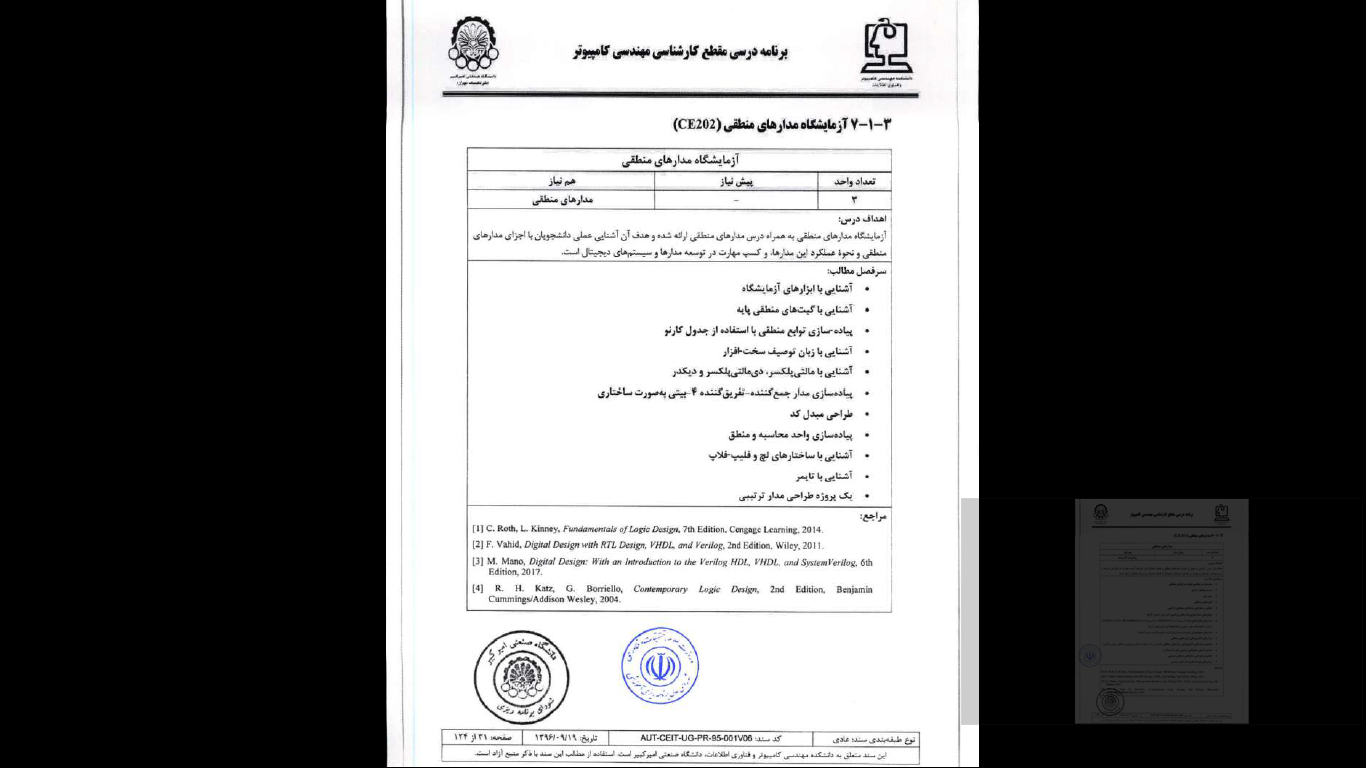 برنامه درسی مقطع کارشناسی مهندسی کامپیوتر
دانشکده مهندسی کامپیوتر
دانشگاه صنعتی امیرکبیر
۳-۱-۷ آزمایشگاه مدارهای منطقی (CE202)
آزمایشگاه مدارهای منطقی
تعداد واحد پیش نیاز هم نیاز
۳ - مدارهای منطقی
اهداف درس:
آزمایشگاه مدارهای منطقی به همراه درس مدارهای منطقی ارائه شده و هدف آن آشنایی عملی دانشجویان با اجزای مدارهای
منطقی و نحوهٔ عملکرد این مدارها، و کسب مهارت در توسعه مدارها و سیستم‌های دیجیتال است.
سرفصل مطالب:
• آشنایی با ابزارهای آزمایشگاه
• آشنایی با گیت‌های منطقی پایه
• پیاده-سازی توابع منطقی با استفاده از جدول کارنو
• آشنایی با زبان توصیف سخت-افزار
• آشنایی با مالتی‌پلکسر، دی‌مالتی‌پلکسر و دیکدر
• پیاده‌سازی مدار جمع‌کننده-تفریق‌کننده ۴-بیتی به‌صورت ساختاری
• طراحی مبدل کد
• پیاده‌سازی واحد محاسبه و منطق
• آشنایی با ساختارهای لچ و فلیپ-فلاپ
• آشنایی با تایمر
• یک پروژه طراحی مدار ترتیبی
مراجع:
[1] C. Roth, L. Kinney, Fundamentals of Logic Design, 7th Edition, Cengage Learning, 2014.
[2] F. Vahid, Digital Design with RTL Design, VHDL, and Verilog, 2nd Edition, Wiley, 2011.
[3] M. Mano, Digital Design: With an Introduction to the Verilog HDL, VHDL, and SystemVerilog, 6th
Edition, 2017.
[4] R. H. Katz, G. Borriello, Contemporary Logic Design, 2nd Edition, Benjamin
Cummings/Addison Wesley, 2004.
دانشگاه صنعتی امیرکبیر
شورای برنامه ریزی
نوع طبقه‌بندی سند: عادی کد سند: AUT-CEIT-UG-PR-95-001V06 تاریخ: ۱۳۹۶/۰۹/۱۹ صفحه: ۳۱ از ۱۲۴
این سند متعلق به دانشکده مهندسی کامپیوتر و فناوری اطلاعات، دانشگاه صنعتی امیرکبیر است. استفاده از مطالب این سند با ذکر منبع آزاد است.